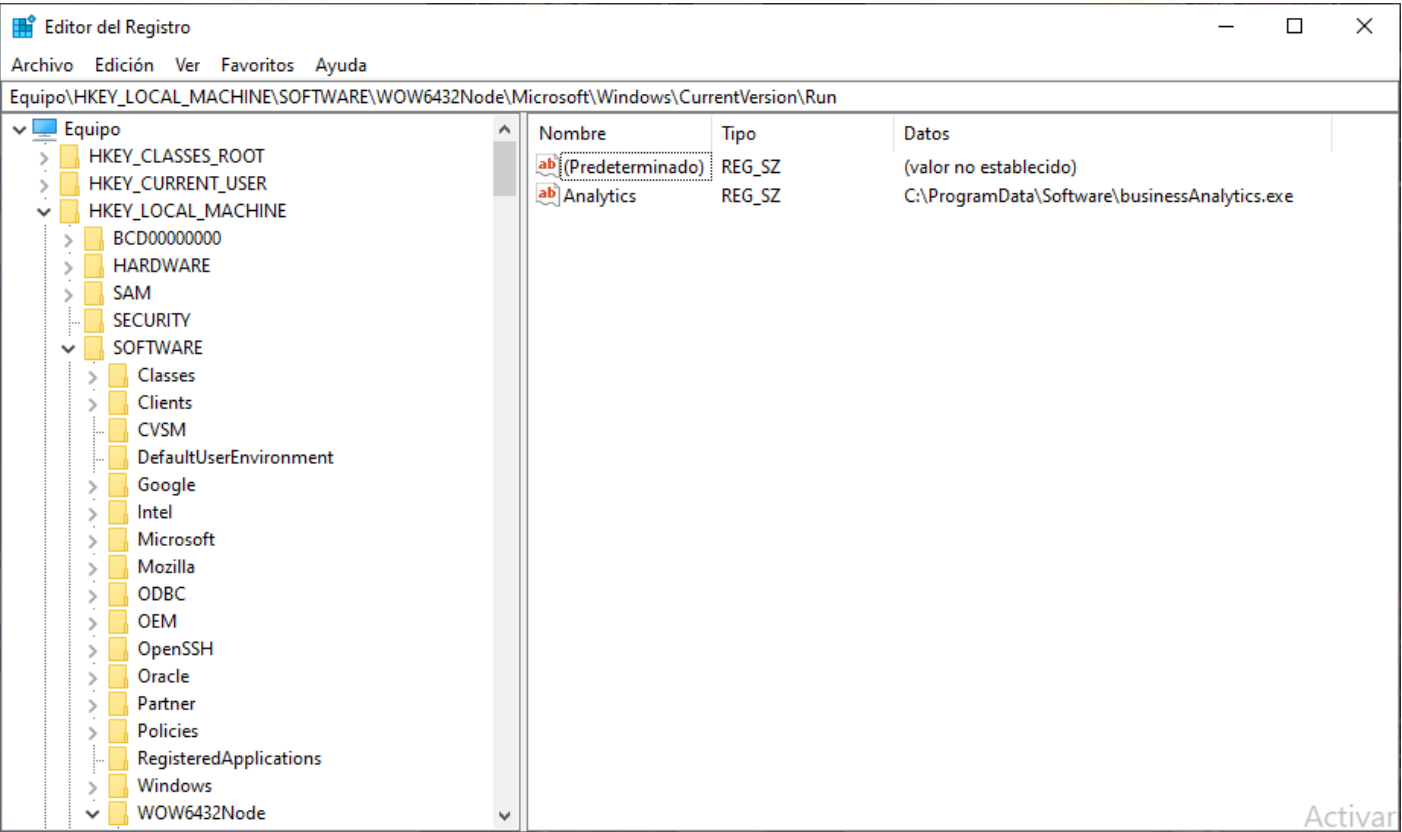 Editor del Registro
Archivo Edición Ver Favoritos Ayuda
Equipo\HKEY_LOCAL_MACHINE\SOFTWARE\WOW6432Node\Microsoft\Windows\CurrentVersion\Run
Equipo
HKEY_CLASSES_ROOT
HKEY_CURRENT_USER
HKEY_LOCAL_MACHINE
BCD00000000
HARDWARE
SAM
SECURITY
SOFTWARE
Classes
Clients
CVSM
DefaultUserEnvironment
Google
Intel
Microsoft
Mozilla
ODBC
OEM
OpenSSH
Oracle
Partner
Policies
RegisteredApplications
Windows
WOW6432Node
Nombre Tipo Datos
ab (Predeterminado) REG_SZ (valor no establecido)
ab Analytics REG_SZ C:\ProgramData\Software\businessAnalytics.exe
Activar